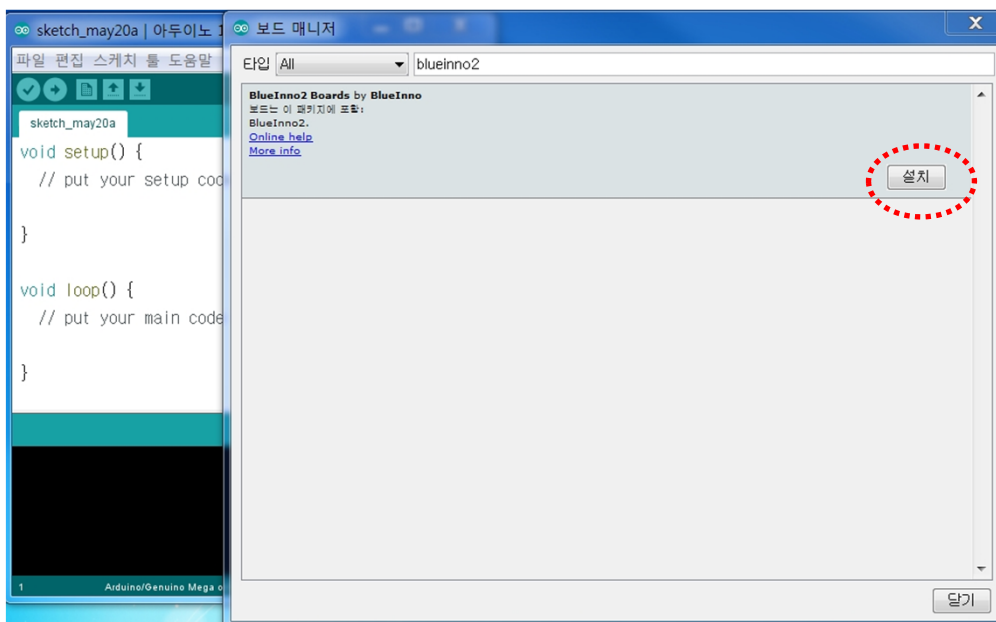 sketch_may20a | 아두이노 1
파일 편집 스케치 툴 도움말
sketch_may20a
void setup() {
// put your setup cod
}
void loop() {
// put your main code
}
1 Arduino/Genuino Mega o
보드 매니저
X
타입 All blueinno2
BlueInno2 Boards by BlueInno
보드는 이 패키지에 포함:
BlueInno2.
Online help
More info
설치
닫기